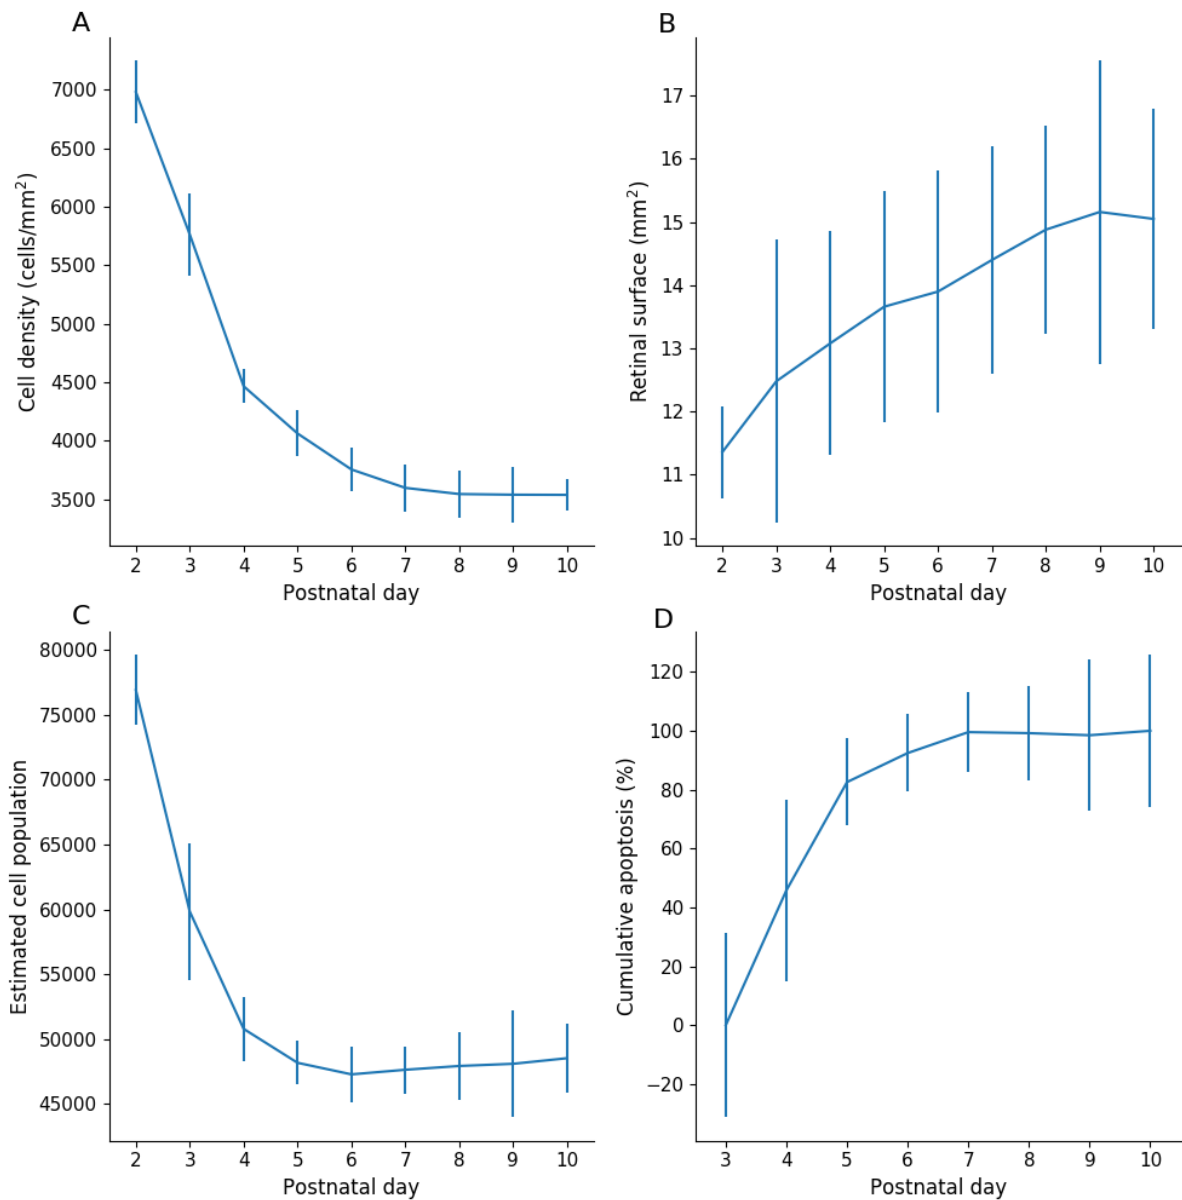 A
Cell density (cells/mm²)
7000
6500
6000
5500
5000
4500
4000
3500
2 3 4 5 6 7 8 9 10
Postnatal day
B
Retinal surface (mm²)
17
16
15
14
13
12
11
10
2 3 4 5 6 7 8 9 10
Postnatal day
C
Estimated cell population
80000
75000
70000
65000
60000
55000
50000
45000
2 3 4 5 6 7 8 9 10
Postnatal day
D
Cumulative apoptosis (%)
120
100
80
60
40
20
0
−20
3 4 5 6 7 8 9 10
Postnatal day